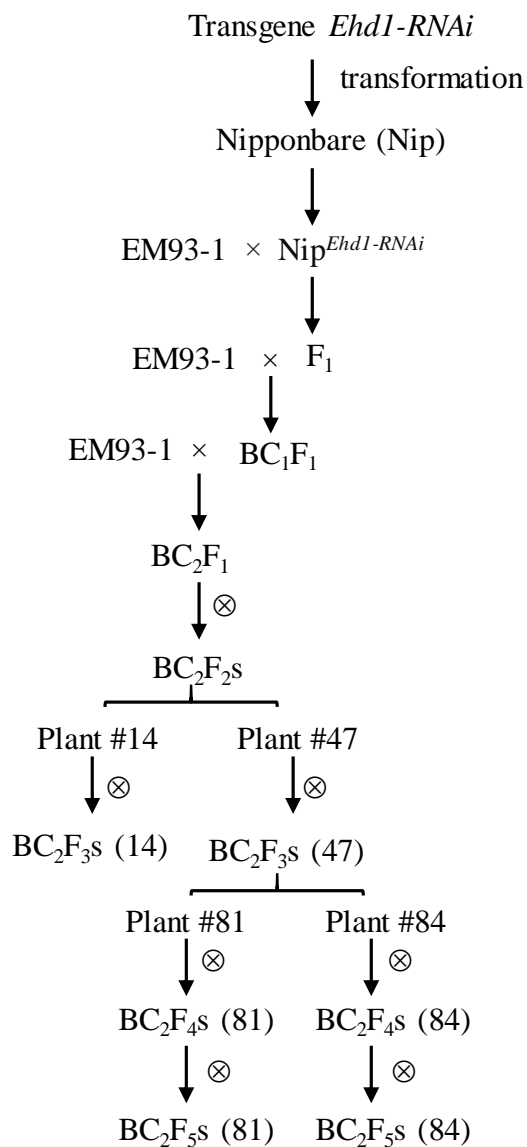 Transgene Ehd1-RNAi
transformation
Nipponbare (Nip)
EM93-1 × Nip^Ehd1-RNAi
EM93-1 × F₁
EM93-1 × BC₁F₁
BC₂F₁
⊗
BC₂F₂s
Plant #14 Plant #47
⊗ ⊗
BC₂F₃s (14) BC₂F₃s (47)
Plant #81 Plant #84
⊗ ⊗
BC₂F₄s (81) BC₂F₄s (84)
⊗ ⊗
BC₂F₅s (81) BC₂F₅s (84)